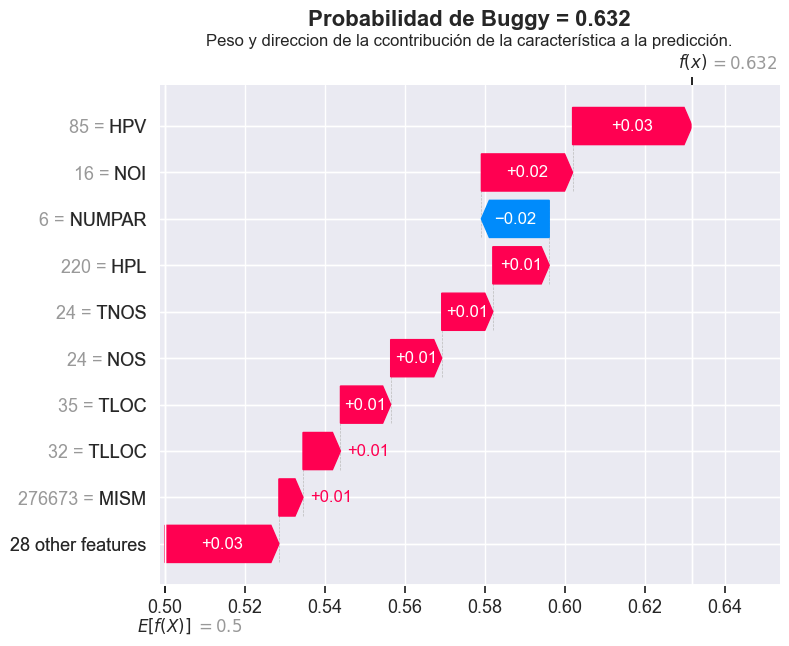 Probabilidad de Buggy = 0.632
Peso y direccion de la ccontribución de la característica a la predicción.
f(x) = 0.632
85 = HPV +0.03
16 = NOI +0.02
6 = NUMPAR −0.02
220 = HPL +0.01
24 = TNOS +0.01
24 = NOS +0.01
35 = TLOC +0.01
32 = TLLOC +0.01
276673 = MISM +0.01
28 other features +0.03
0.50 0.52 0.54 0.56 0.58 0.60 0.62 0.64
E[f(X)] = 0.5